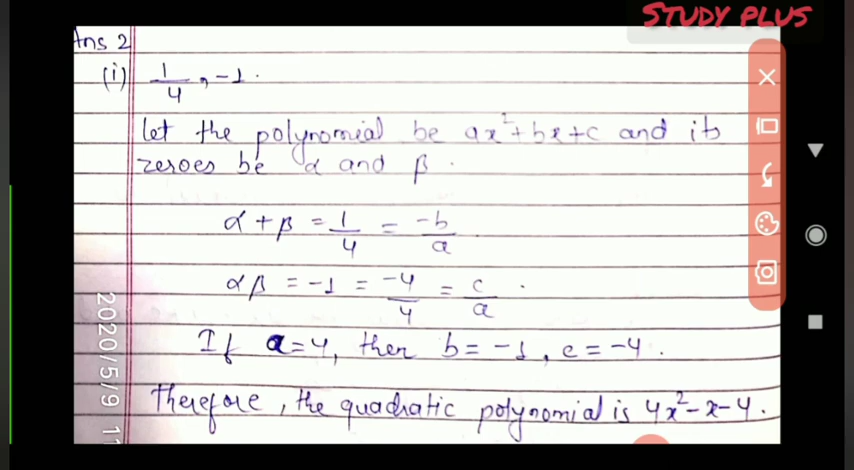 STUDY PLUS
Ans 2
(i) 1/4, -1.
Let the polynomial be ax²+bx+c and its
zeroes be α and β.
α + β = 1/4 = -b/a
αβ = -1 = -4/4 = c/a.
If a=4, then b= -1, c= -4.
Therefore, the quadratic polynomial is 4x²-x-4.
2020/5/9 11